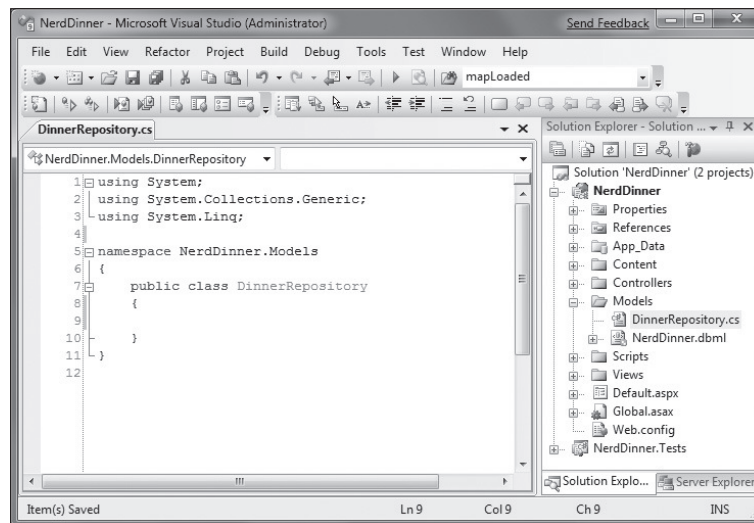 NerdDinner - Microsoft Visual Studio (Administrator)
Send Feedback
File Edit View Refactor Project Build Debug Tools Test Window Help
mapLoaded
DinnerRepository.cs
NerdDinner.Models.DinnerRepository
1 using System;
2 using System.Collections.Generic;
3 using System.Linq;
4
5 namespace NerdDinner.Models
6 {
7 public class DinnerRepository
8 {
9
10 }
11 }
12
Solution Explorer - Solution ...
Solution 'NerdDinner' (2 projects)
NerdDinner
Properties
References
App_Data
Content
Controllers
Models
DinnerRepository.cs
NerdDinner.dbml
Scripts
Views
Default.aspx
Global.asax
Web.config
NerdDinner.Tests
Solution Explo... Server Explorer
Item(s) Saved Ln 9 Col 9 Ch 9 INS